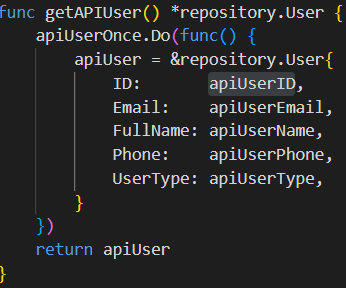 func getAPIUser() *repository.User {
    apiUserOnce.Do(func() {
        apiUser = &repository.User{
            ID:       apiUserID,
            Email:    apiUserEmail,
            FullName: apiUserName,
            Phone:    apiUserPhone,
            UserType: apiUserType,
        }
    })
    return apiUser
}